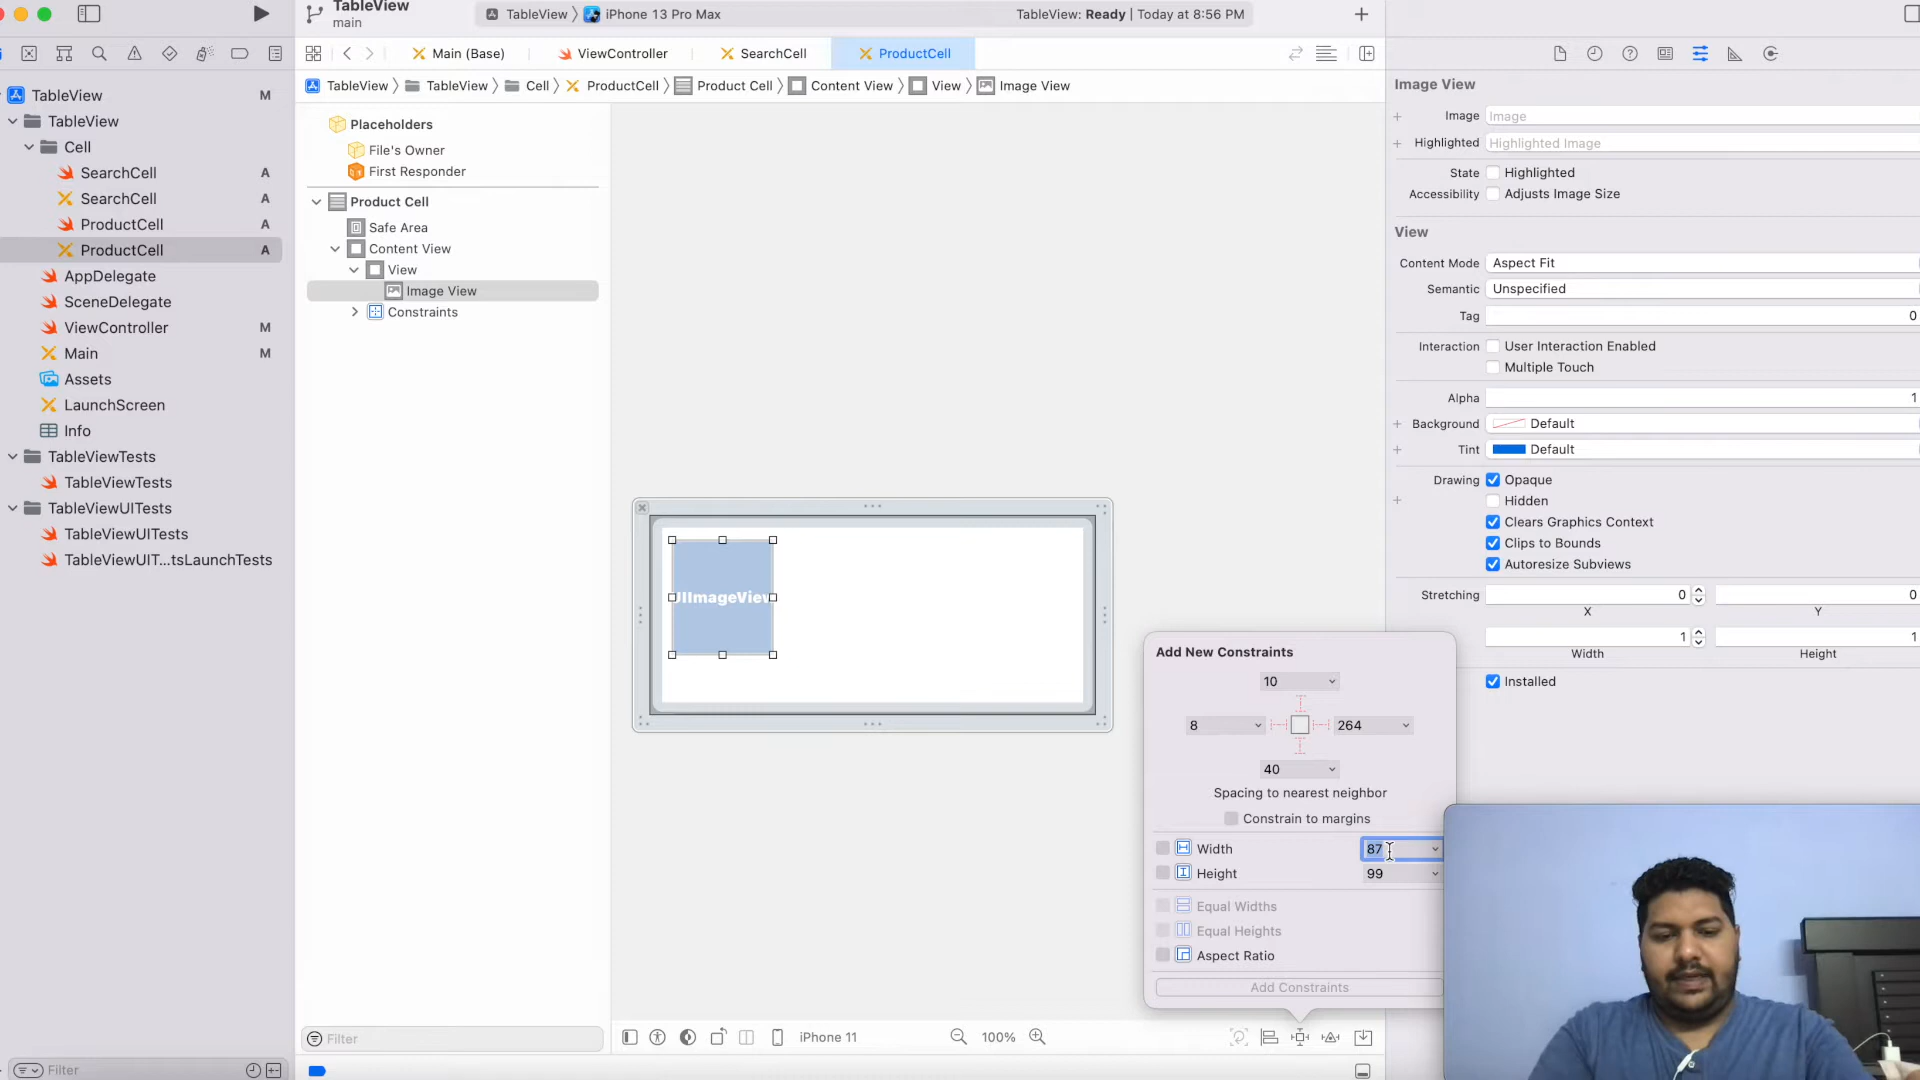 TableView
main
TableView
iPhone 13 Pro Max
TableView: Ready | Today at 8:56 PM
Main (Base)
ViewController
SearchCell
ProductCell
TableView
TableView
Cell
ProductCell
Product Cell
Content View
View
Image View
TableView M
TableView
Cell
SearchCell A
SearchCell A
ProductCell A
ProductCell A
AppDelegate
SceneDelegate
ViewController M
Main M
Assets
LaunchScreen
Info
TableViewTests
TableViewTests
TableViewUITests
TableViewUITests
TableViewUIT...tsLaunchTests
Filter
Placeholders
File's Owner
First Responder
Product Cell
Safe Area
Content View
View
Image View
Constraints
Filter
UIImageView
iPhone 11
100%
Add New Constraints
10
8
264
40
Spacing to nearest neighbor
Constrain to margins
Width 87
Height 99
Equal Widths
Equal Heights
Aspect Ratio
Add Constraints
Image View
Image Image
Highlighted Highlighted Image
State Highlighted
Accessibility Adjusts Image Size
View
Content Mode Aspect Fit
Semantic Unspecified
Tag 0
Interaction User Interaction Enabled
Multiple Touch
Alpha 1
Background Default
Tint Default
Drawing Opaque
Hidden
Clears Graphics Context
Clips to Bounds
Autoresize Subviews
Stretching 0 0
X Y
1 1
Width Height
Installed